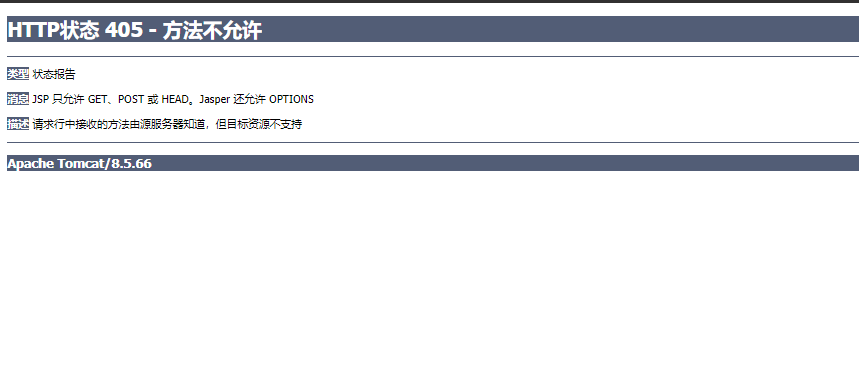 HTTP状态 405 - 方法不允许
类型 状态报告
消息 JSP 只允许 GET、POST 或 HEAD。Jasper 还允许 OPTIONS
描述 请求行中接收的方法由源服务器知道，但目标资源不支持
Apache Tomcat/8.5.66